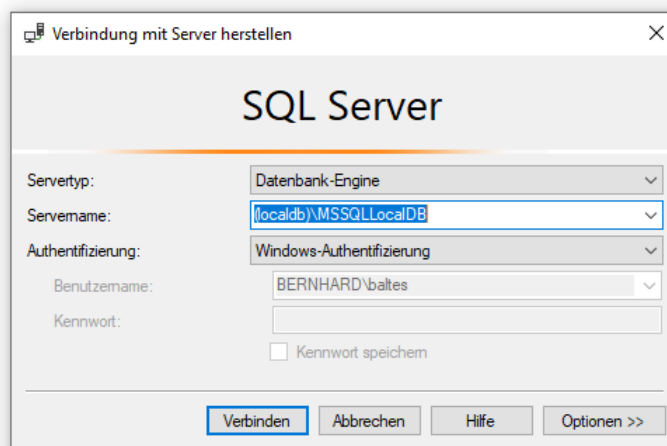 Verbindung mit Server herstellen
SQL Server
Servertyp: Datenbank-Engine
Servername: (localdb)\MSSQLLocalDB
Authentifizierung: Windows-Authentifizierung
Benutzername: BERNHARD\baltes
Kennwort:
Kennwort speichern
Verbinden Abbrechen Hilfe Optionen >>